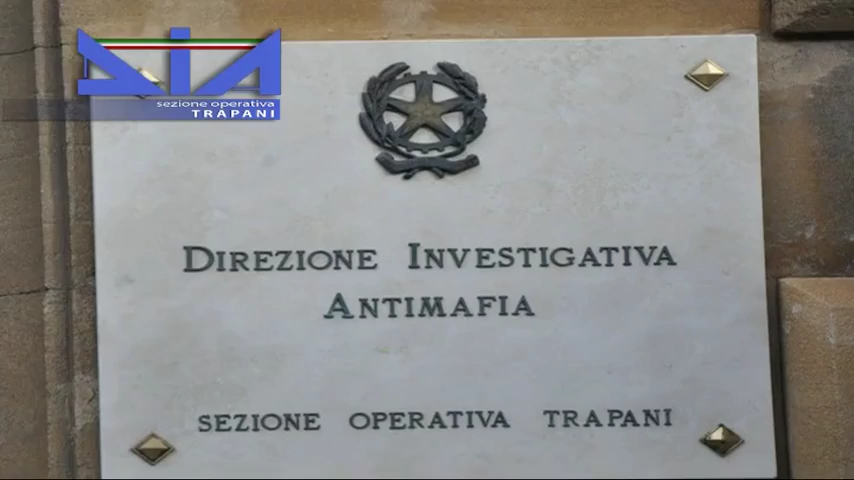 DIA
sezione operativa
TRAPANI
DIREZIONE INVESTIGATIVA
ANTIMAFIA
SEZIONE OPERATIVA TRAPANI